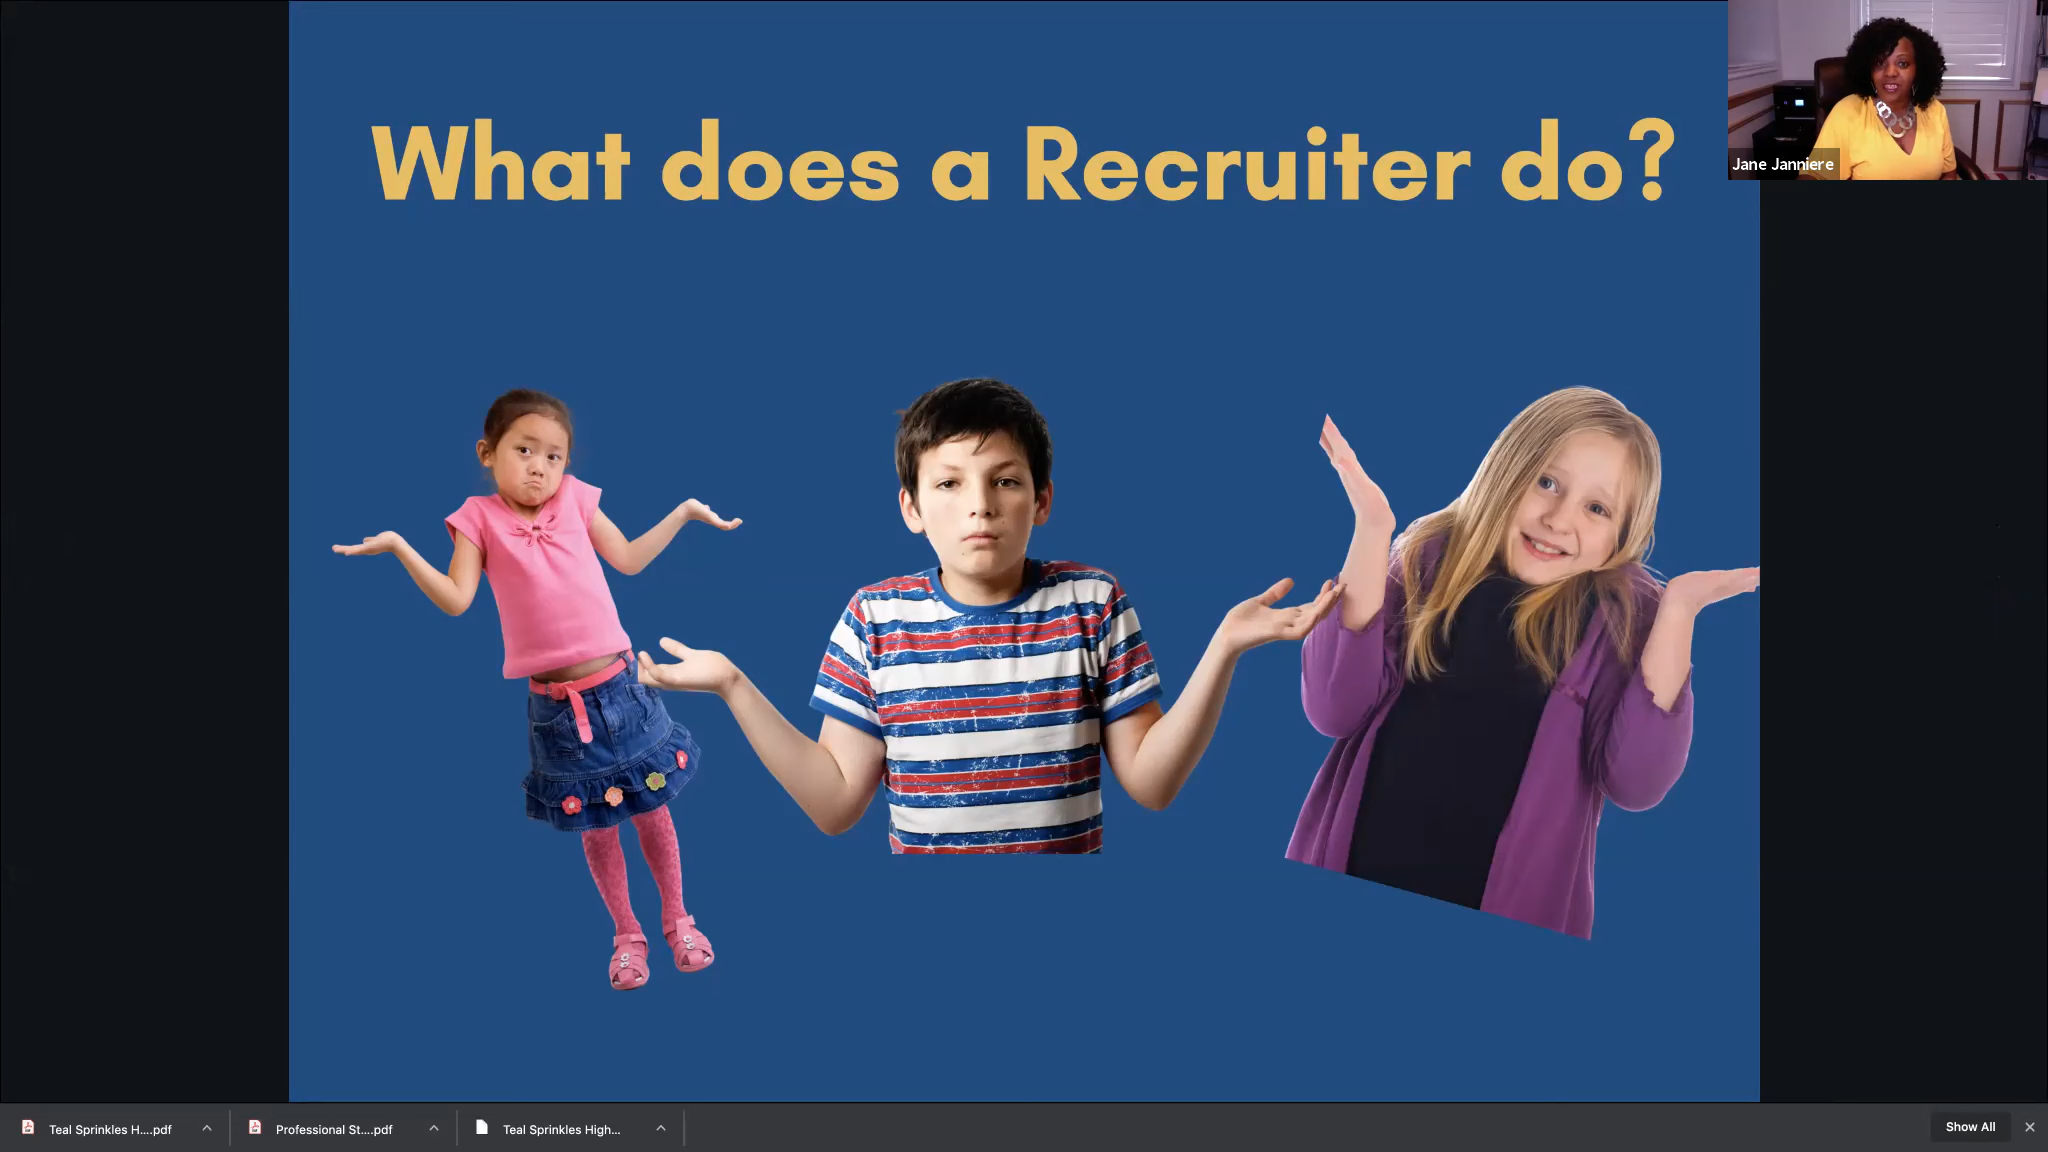 What does a Recruiter do?
Jane Janniere
Teal Sprinkles H....pdf
Professional St....pdf
Teal Sprinkles High...
Show All